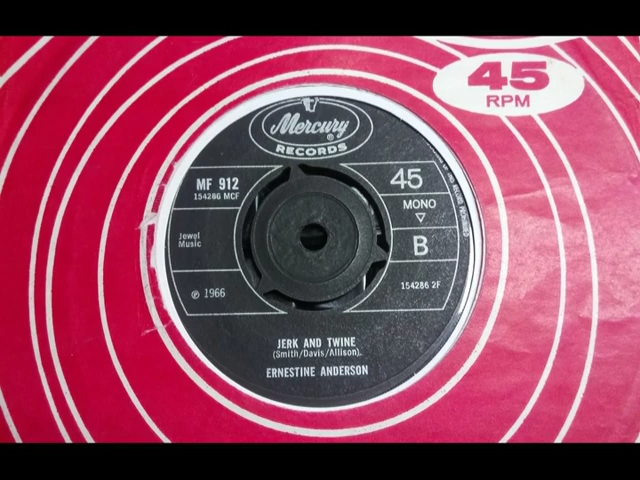 45
RPM
Mercury
®
RECORDS
MF 912
154286 MCF
45
MONO
B
Jewel
Music
154286 2F
℗ 1966
JERK AND TWINE
(Smith/Davis/Allison)
ERNESTINE ANDERSON